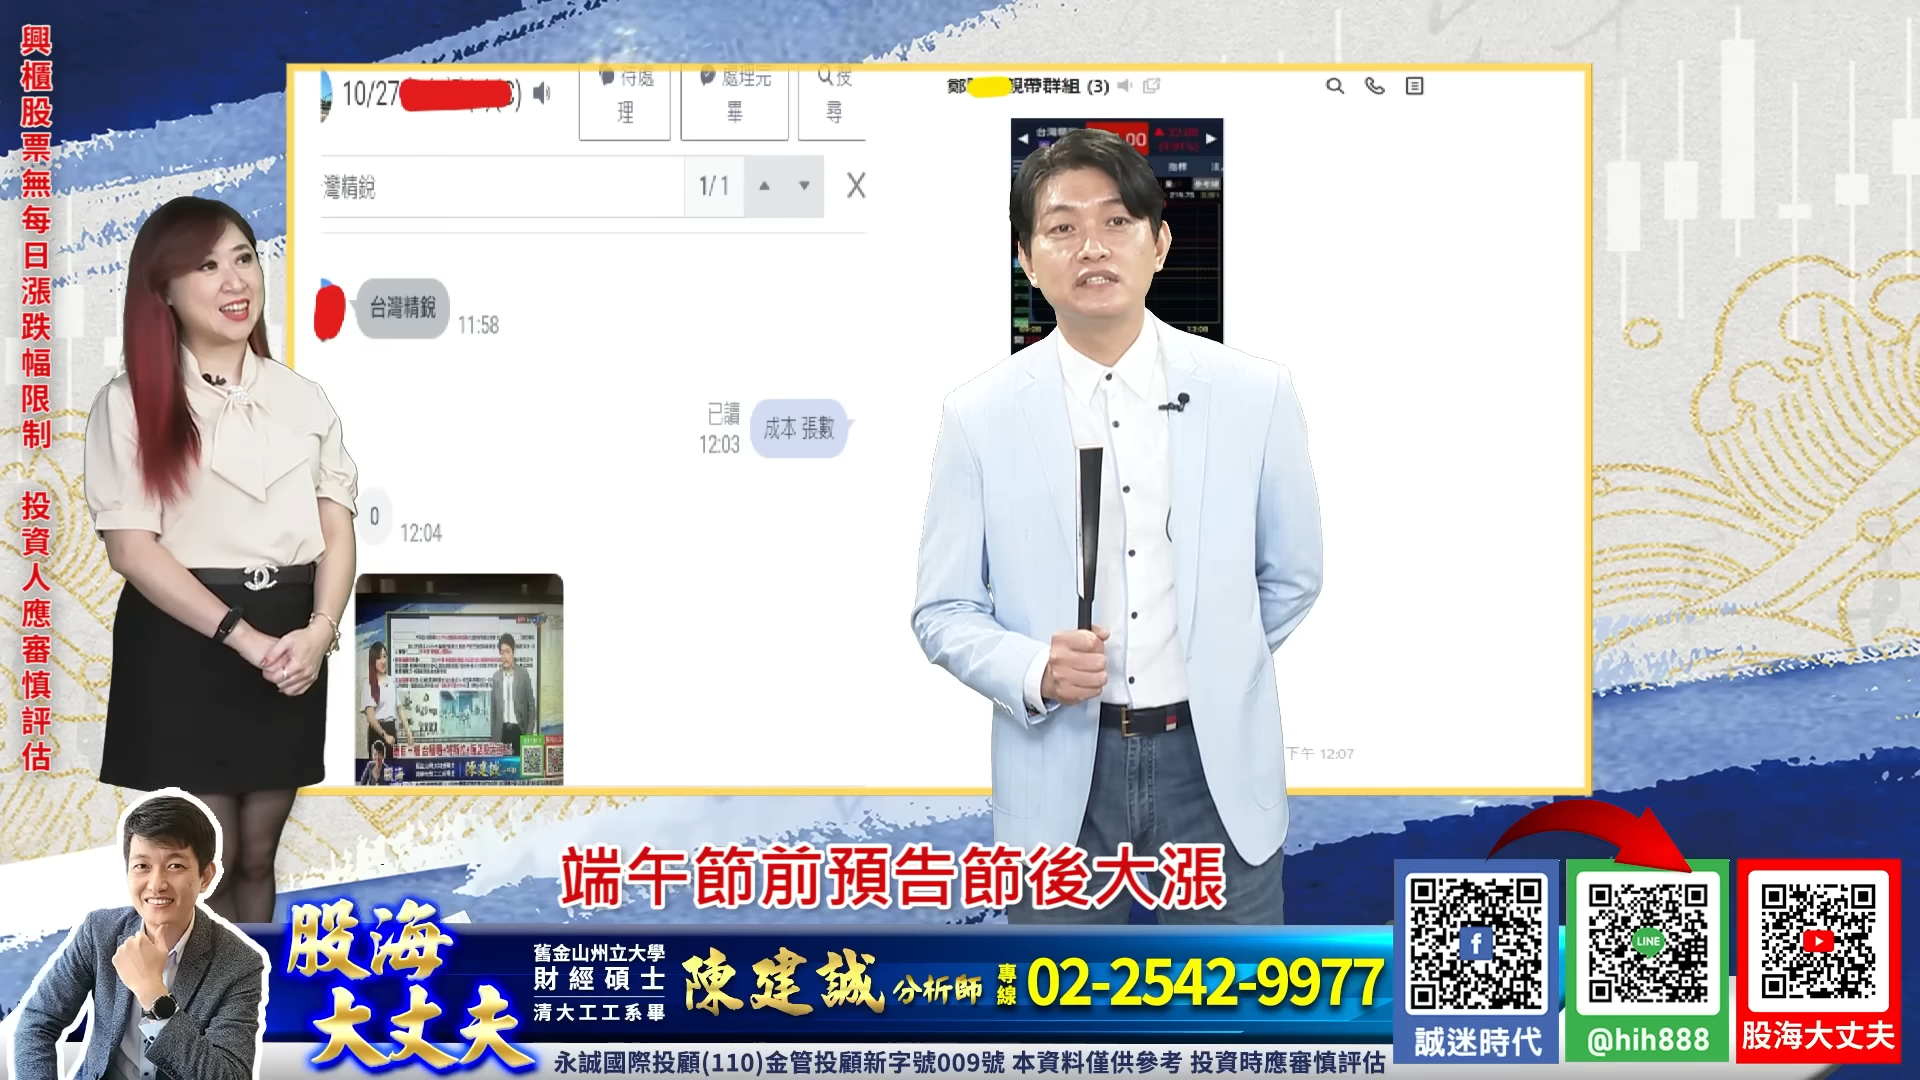 興櫃股票無每日漲跌幅限制 投資人應審慎評估
10/27
待處理
處理完畢
搜尋
灣精銳
1/1
台灣精銳
11:58
已讀
12:03
成本 張數
0
12:04
親帶群組 (3)
下午 12:07
端午節前預告節後大漲
股海
大丈夫
舊金山州立大學
財經碩士
清大工工系畢
陳建誠 分析師
專線 02-2542-9977
永誠國際投顧(110)金管投顧新字號009號 本資料僅供參考 投資時應審慎評估
誠迷時代
LINE
@hih888
股海大丈夫